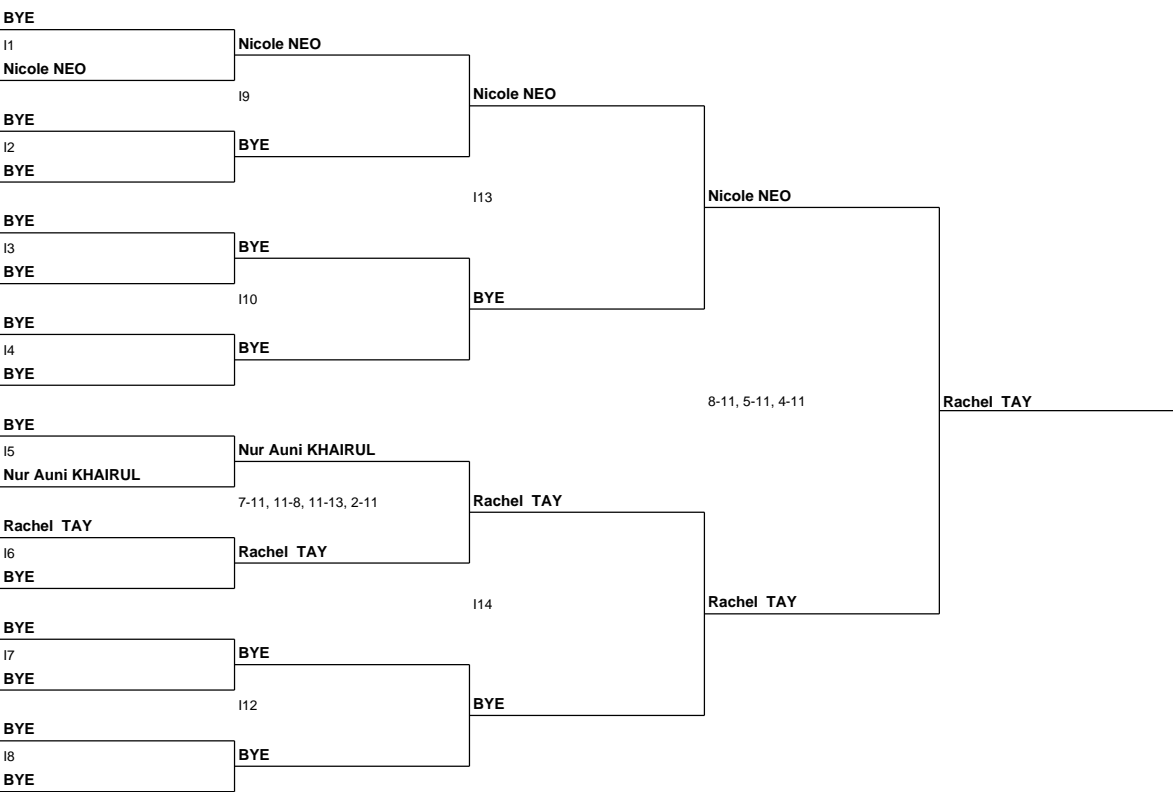 BYE
I1
Nicole NEO
Nicole NEO
I9
Nicole NEO
BYE
I2
BYE
BYE
I13
Nicole NEO
BYE
I3
BYE
BYE
I10
BYE
BYE
I4
BYE
BYE
8-11, 5-11, 4-11
Rachel TAY
BYE
I5
Nur Auni KHAIRUL
Nur Auni KHAIRUL
7-11, 11-8, 11-13, 2-11
Rachel TAY
Rachel TAY
I6
BYE
Rachel TAY
I14
Rachel TAY
BYE
I7
BYE
BYE
I12
BYE
BYE
I8
BYE
BYE